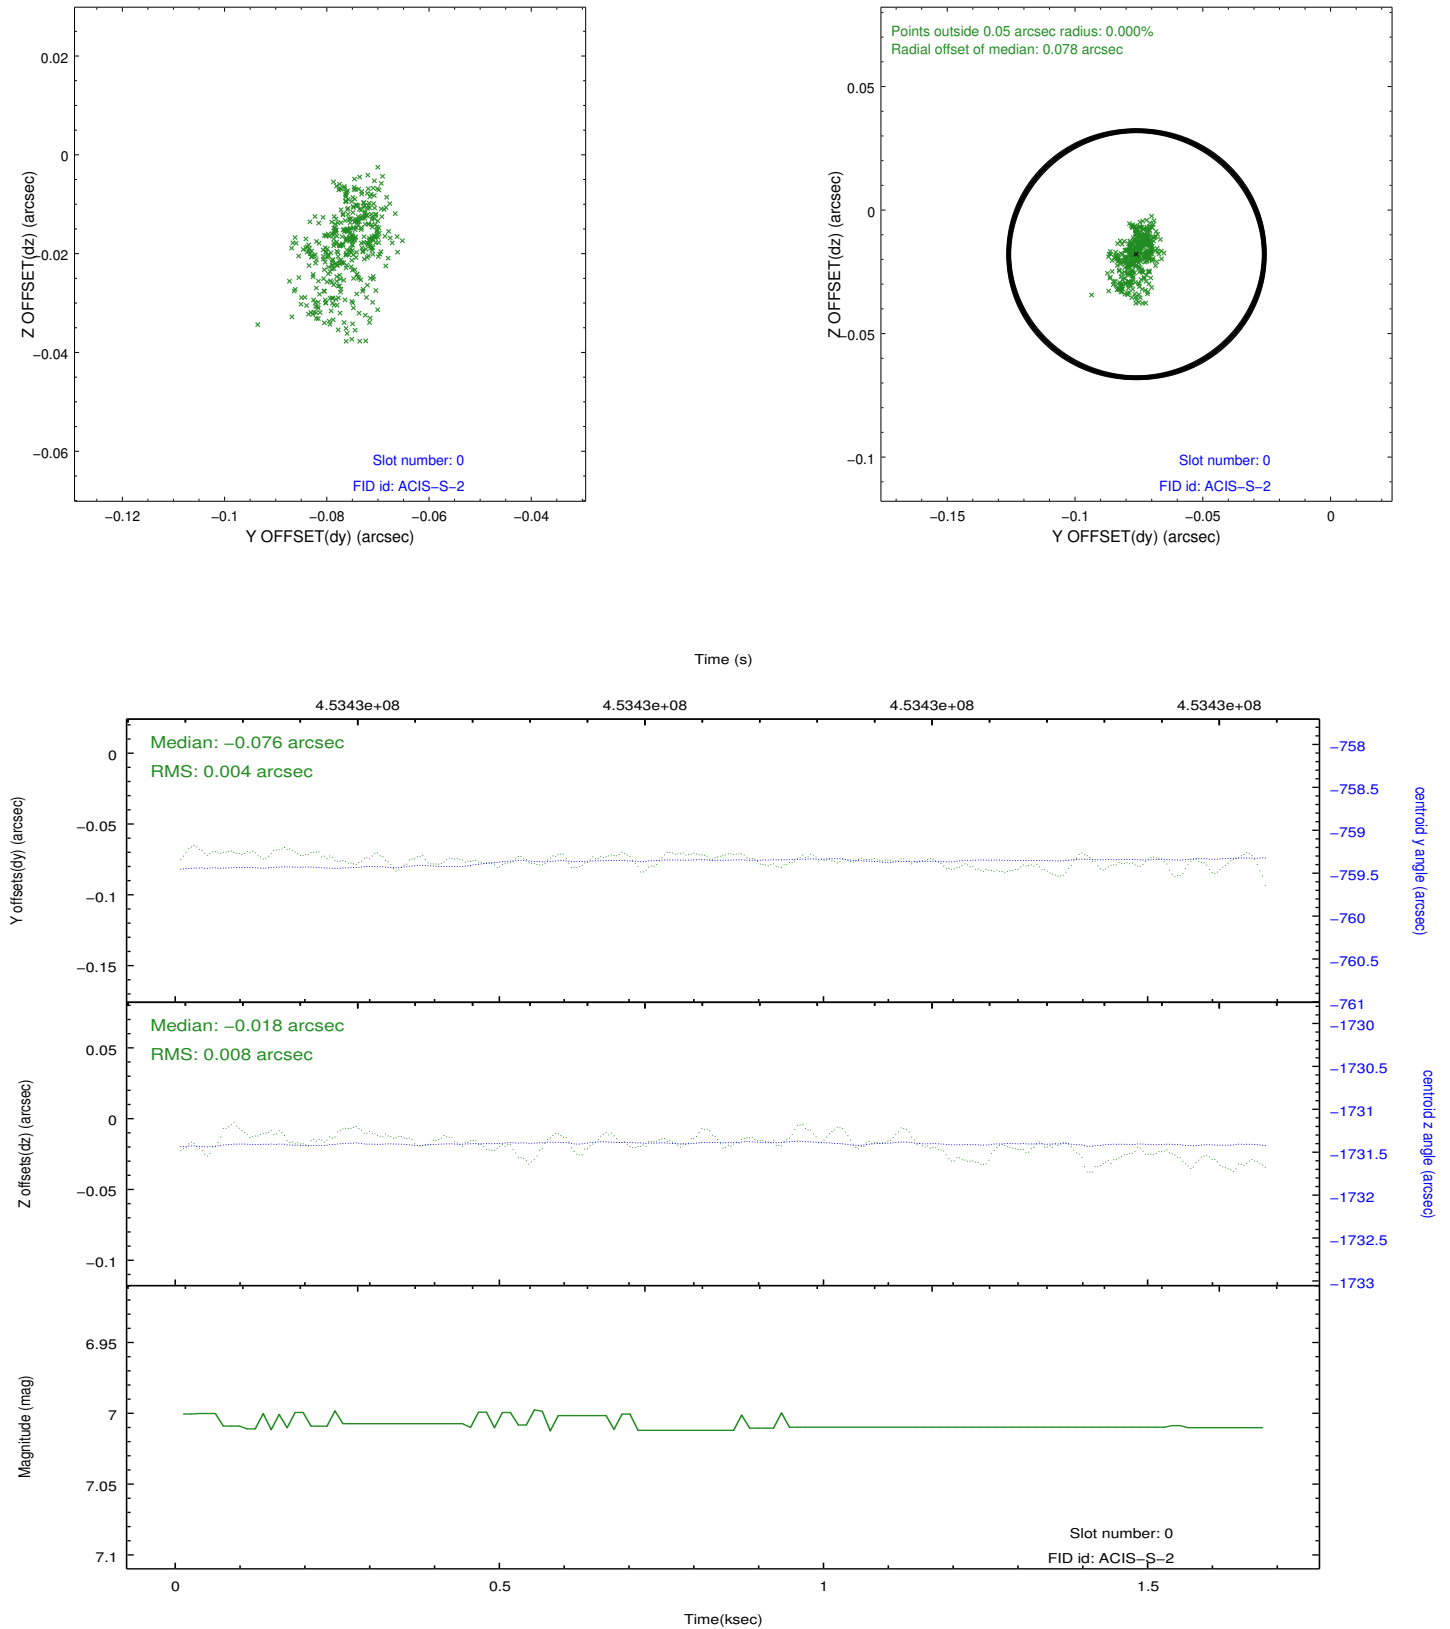 0.02
0
−0.02
−0.04
−0.06
Z OFFSET(dz) (arcsec)
Slot number: 0
FID id: ACIS−S−2
−0.12
−0.1
−0.08
−0.06
−0.04
Y OFFSET(dy) (arcsec)
Points outside 0.05 arcsec radius: 0.000%
Radial offset of median: 0.078 arcsec
0.05
0
−0.05
−0.1
Z OFFSET(dz) (arcsec)
Slot number: 0
FID id: ACIS−S−2
−0.15
−0.1
−0.05
0
Y OFFSET(dy) (arcsec)
Time (s)
4.5343e+08
4.5343e+08
4.5343e+08
4.5343e+08
Median: −0.076 arcsec
RMS: 0.004 arcsec
0
−0.05
−0.1
−0.15
Y offsets(dy) (arcsec)
−758
−758.5
−759
−759.5
−760
−760.5
−761
centroid y angle (arcsec)
Median: −0.018 arcsec
RMS: 0.008 arcsec
0.05
0
−0.05
−0.1
Z offsets(dz) (arcsec)
−1730
−1730.5
−1731
−1731.5
−1732
−1732.5
−1733
centroid z angle (arcsec)
6.95
7
7.05
7.1
Magnitude (mag)
Slot number: 0
FID id: ACIS−S−2
0
0.5
1
1.5
Time(ksec)